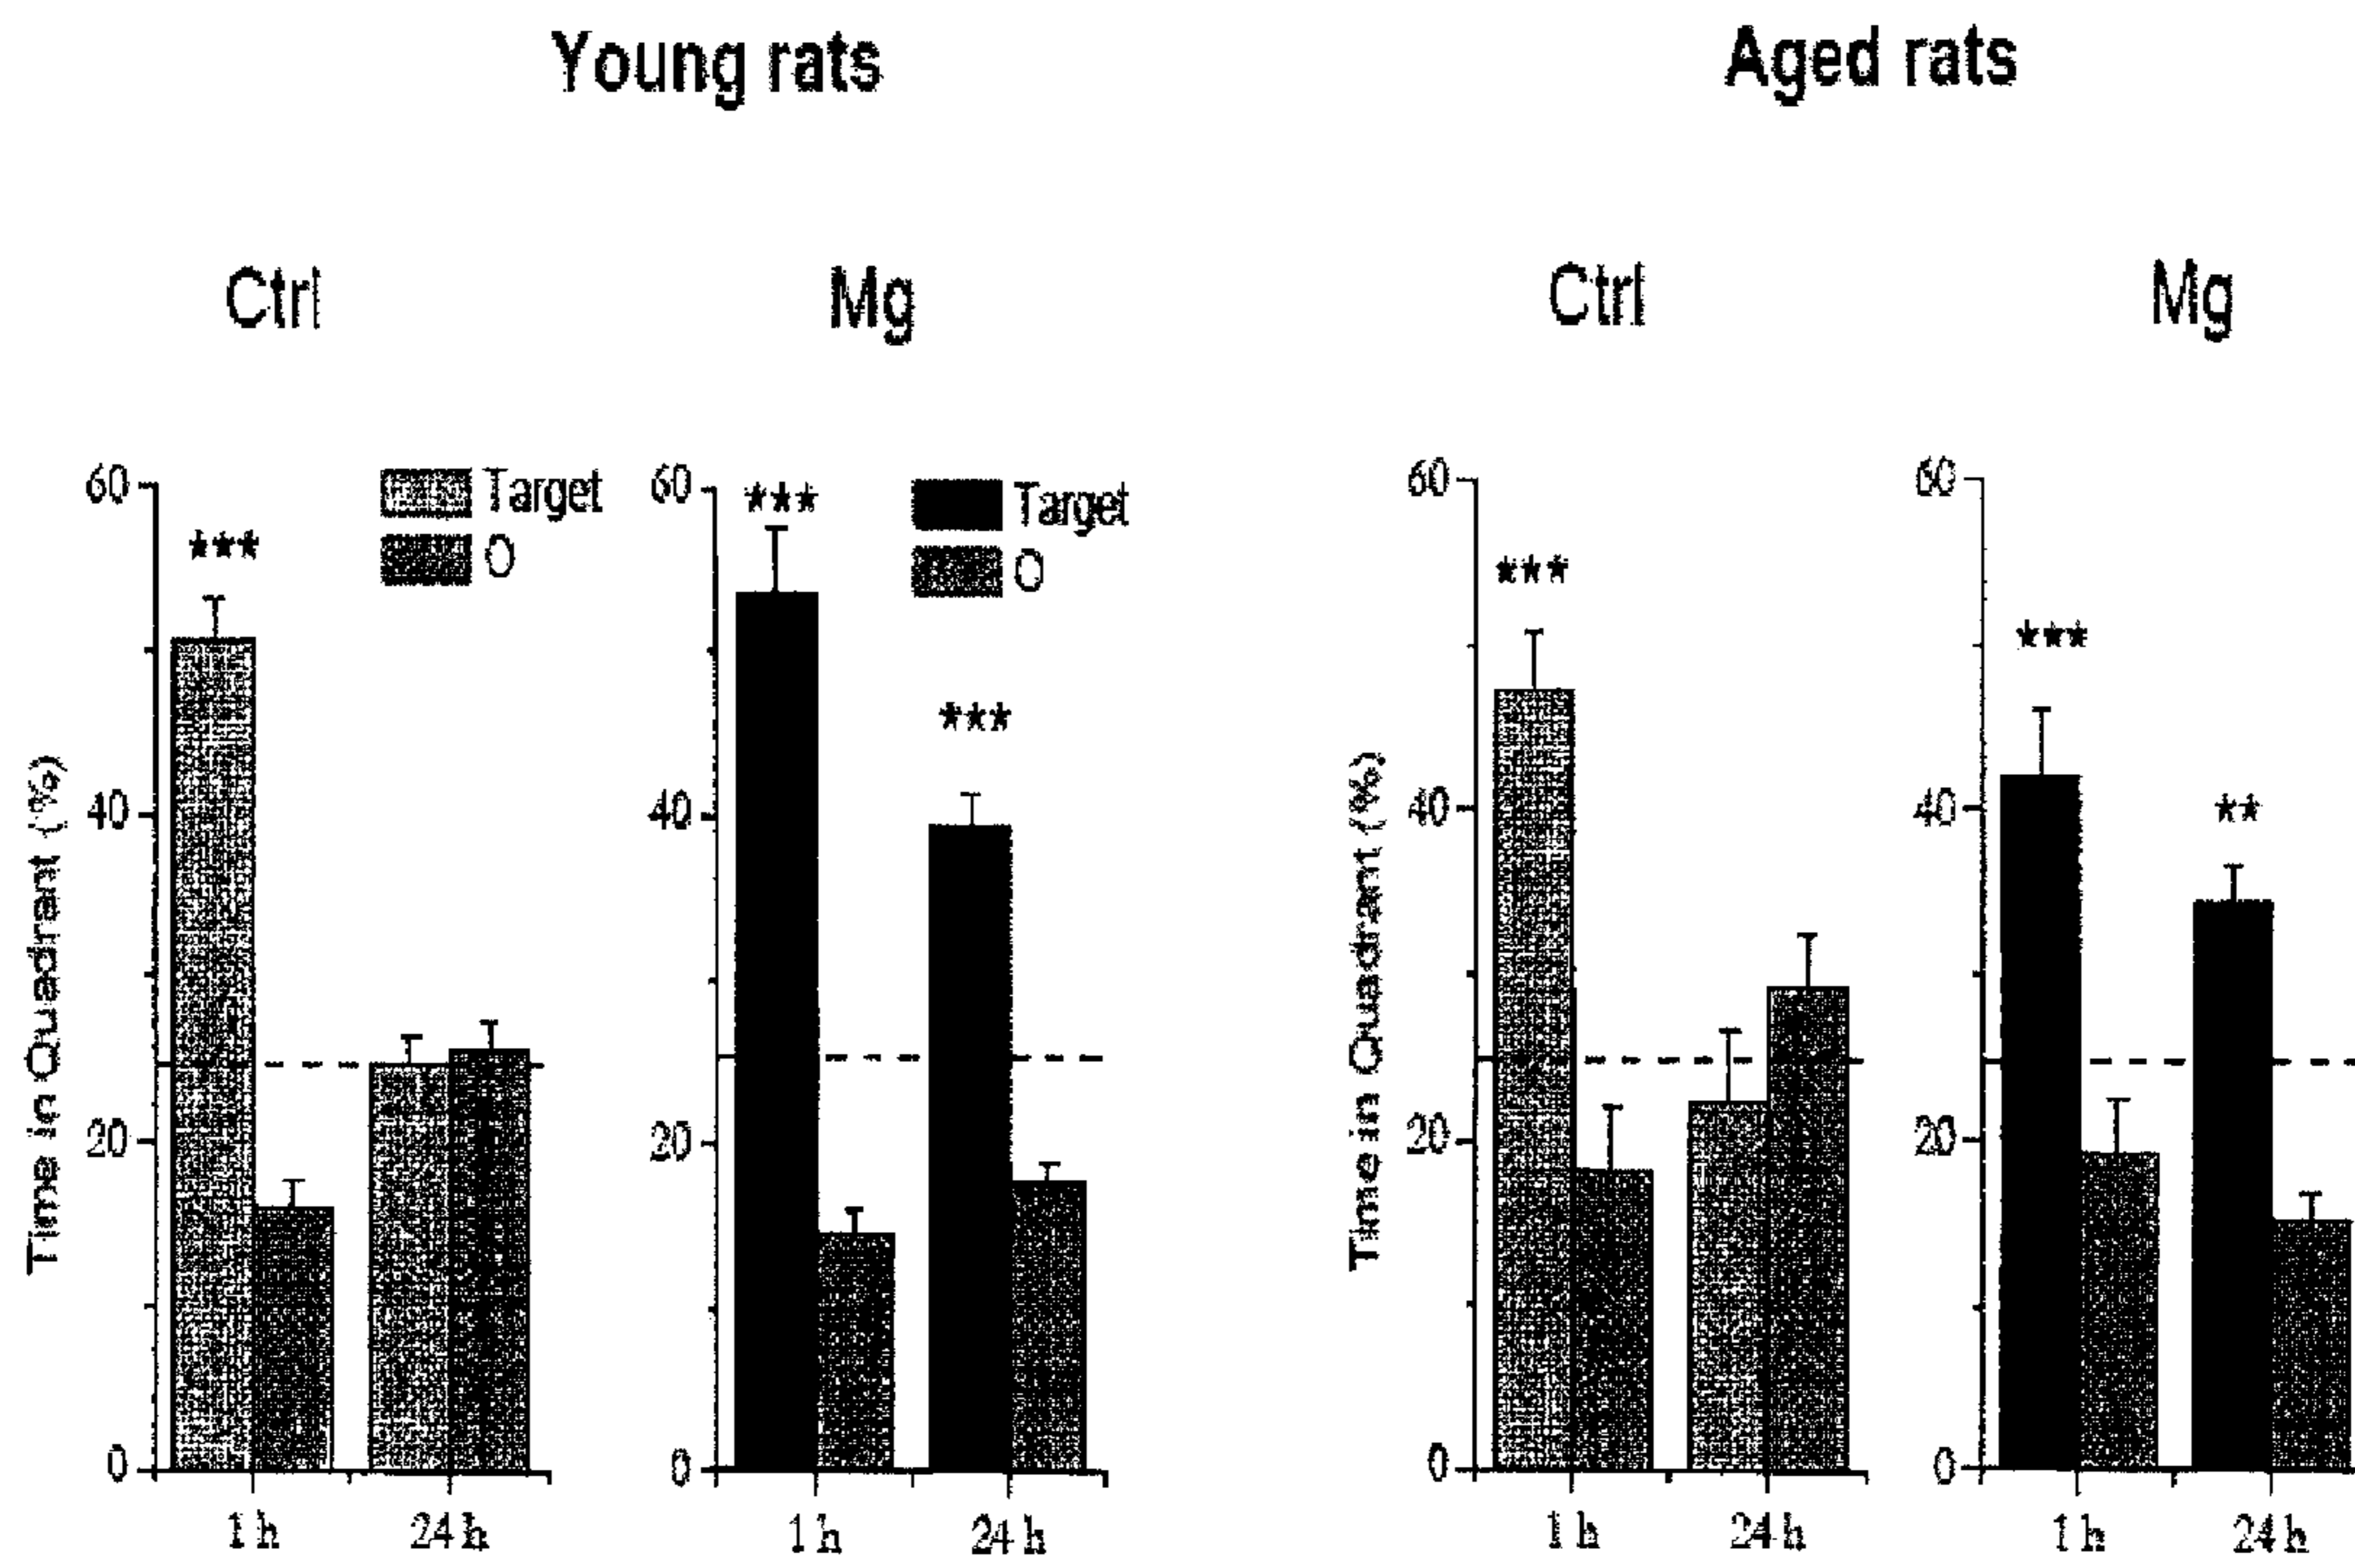 Young rats
Aged rats
Ctrl
Mg
Ctrl
Mg
60
40
20
0
Time in Quadrant (%)
***
Target
O
1 h
24 h
60
40
20
0
***
***
Target
O
1 h
24 h
60
40
20
0
Time in Quadrant (%)
***
1 h
24 h
60
40
20
0
***
**
1 h
24 h